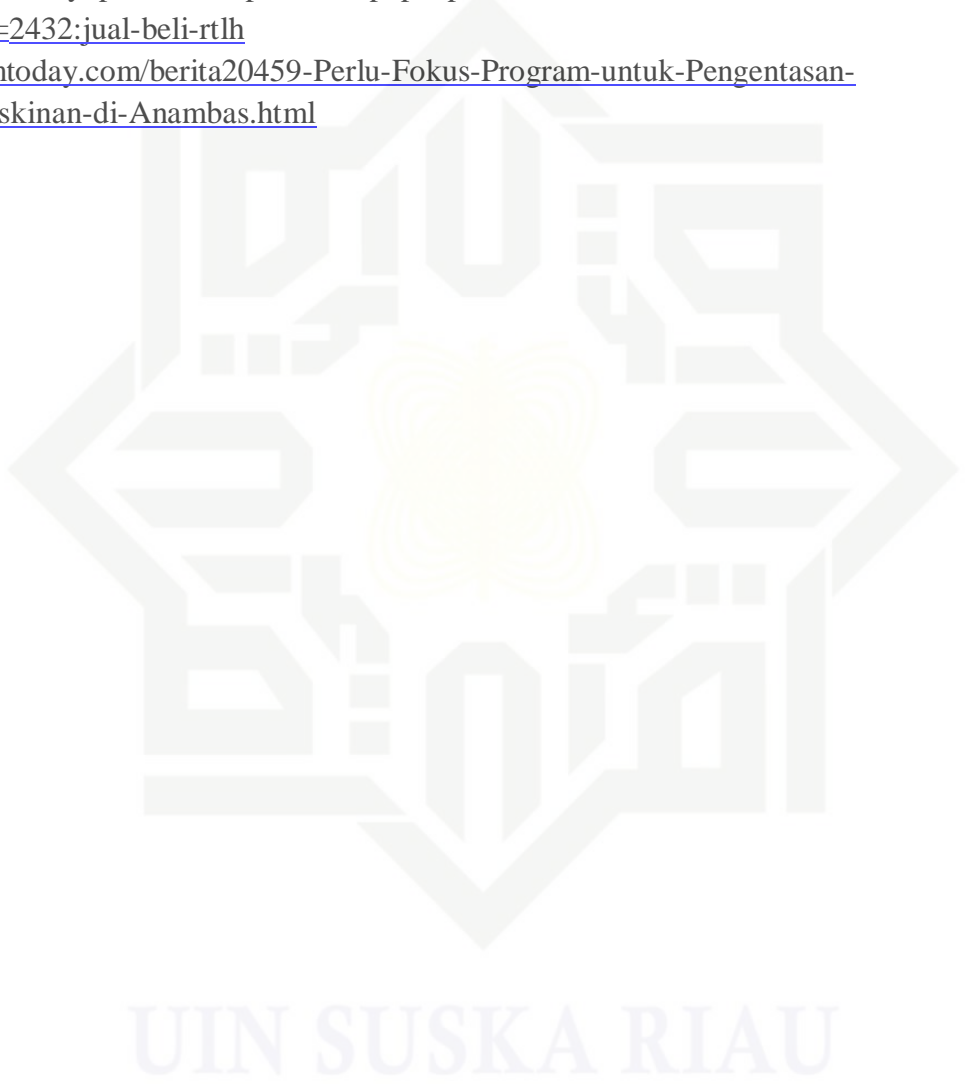 =2432:jual-beli-rtlh
ntoday.com/berita20459-Perlu-Fokus-Program-untuk-Pengentasan-
skinan-di-Anambas.html
UIN SUSKA RIAU